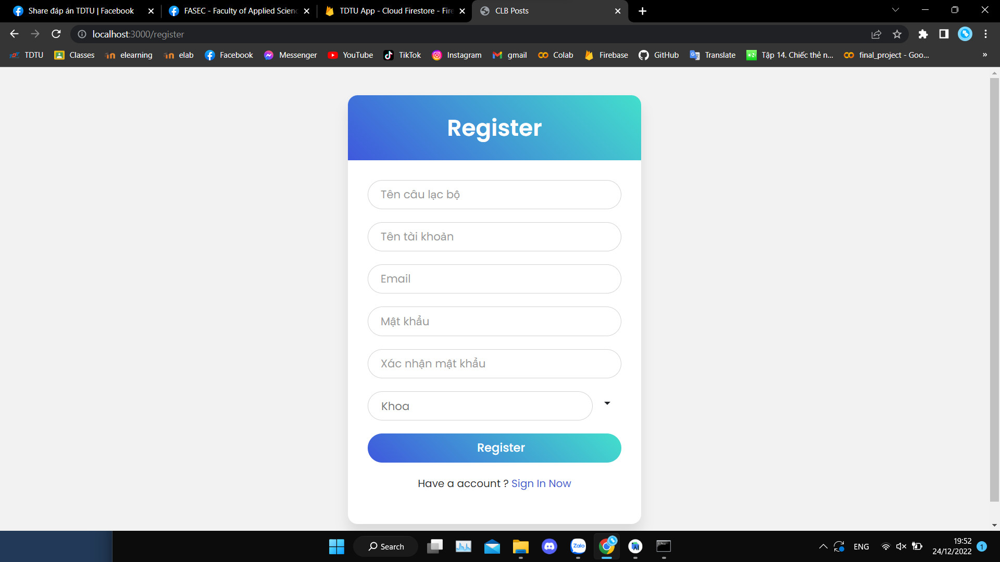 Share đáp án TDTU | Facebook
FASEC - Faculty of Applied Scienc
TDTU App - Cloud Firestore - Fire
CLB Posts
localhost:3000/register
TDTU
Classes
elearning
elab
Facebook
Messenger
YouTube
TikTok
Instagram
gmail
Colab
Firebase
GitHub
Translate
Tập 14. Chiếc thẻ n...
final_project - Goo...
»
Register
Tên câu lạc bộ
Tên tài khoản
Email
Mật khẩu
Xác nhận mật khẩu
Khoa
Register
Have a account ? Sign In Now
Search
Zalo
ENG
19:52
24/12/2022
1